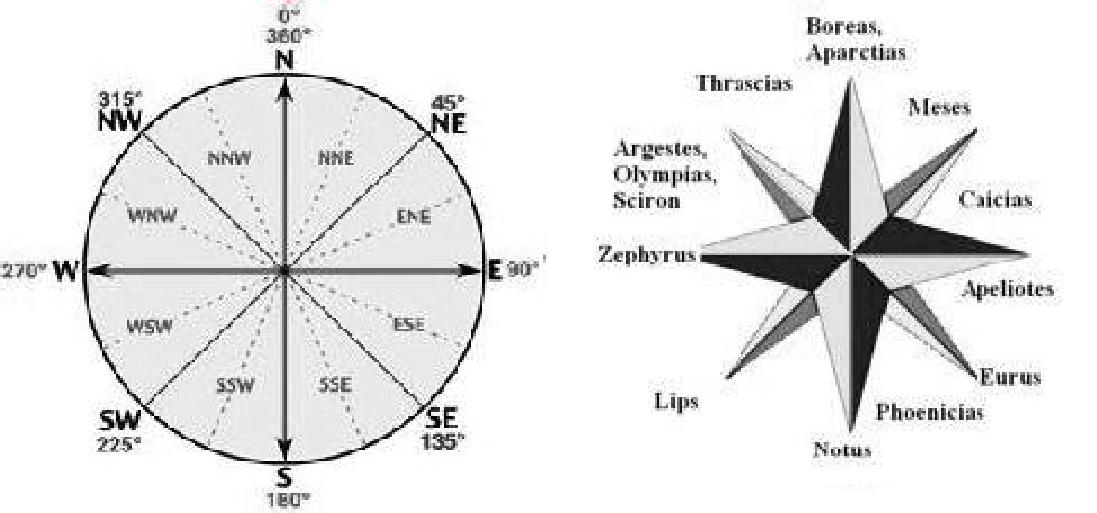 0°
360°
N
315°
NW
45°
NE
NNW
NNE
WNW
ENE
270° W
E 90°
WSW
ESE
SSW
SSE
SW
225°
SE
135°
S
180°
Boreas,
Aparctias
Thrascias
Meses
Argestes,
Olympias,
Sciron
Caicias
Zephyrus
Apeliotes
Eurus
Lips
Phoenicias
Notus